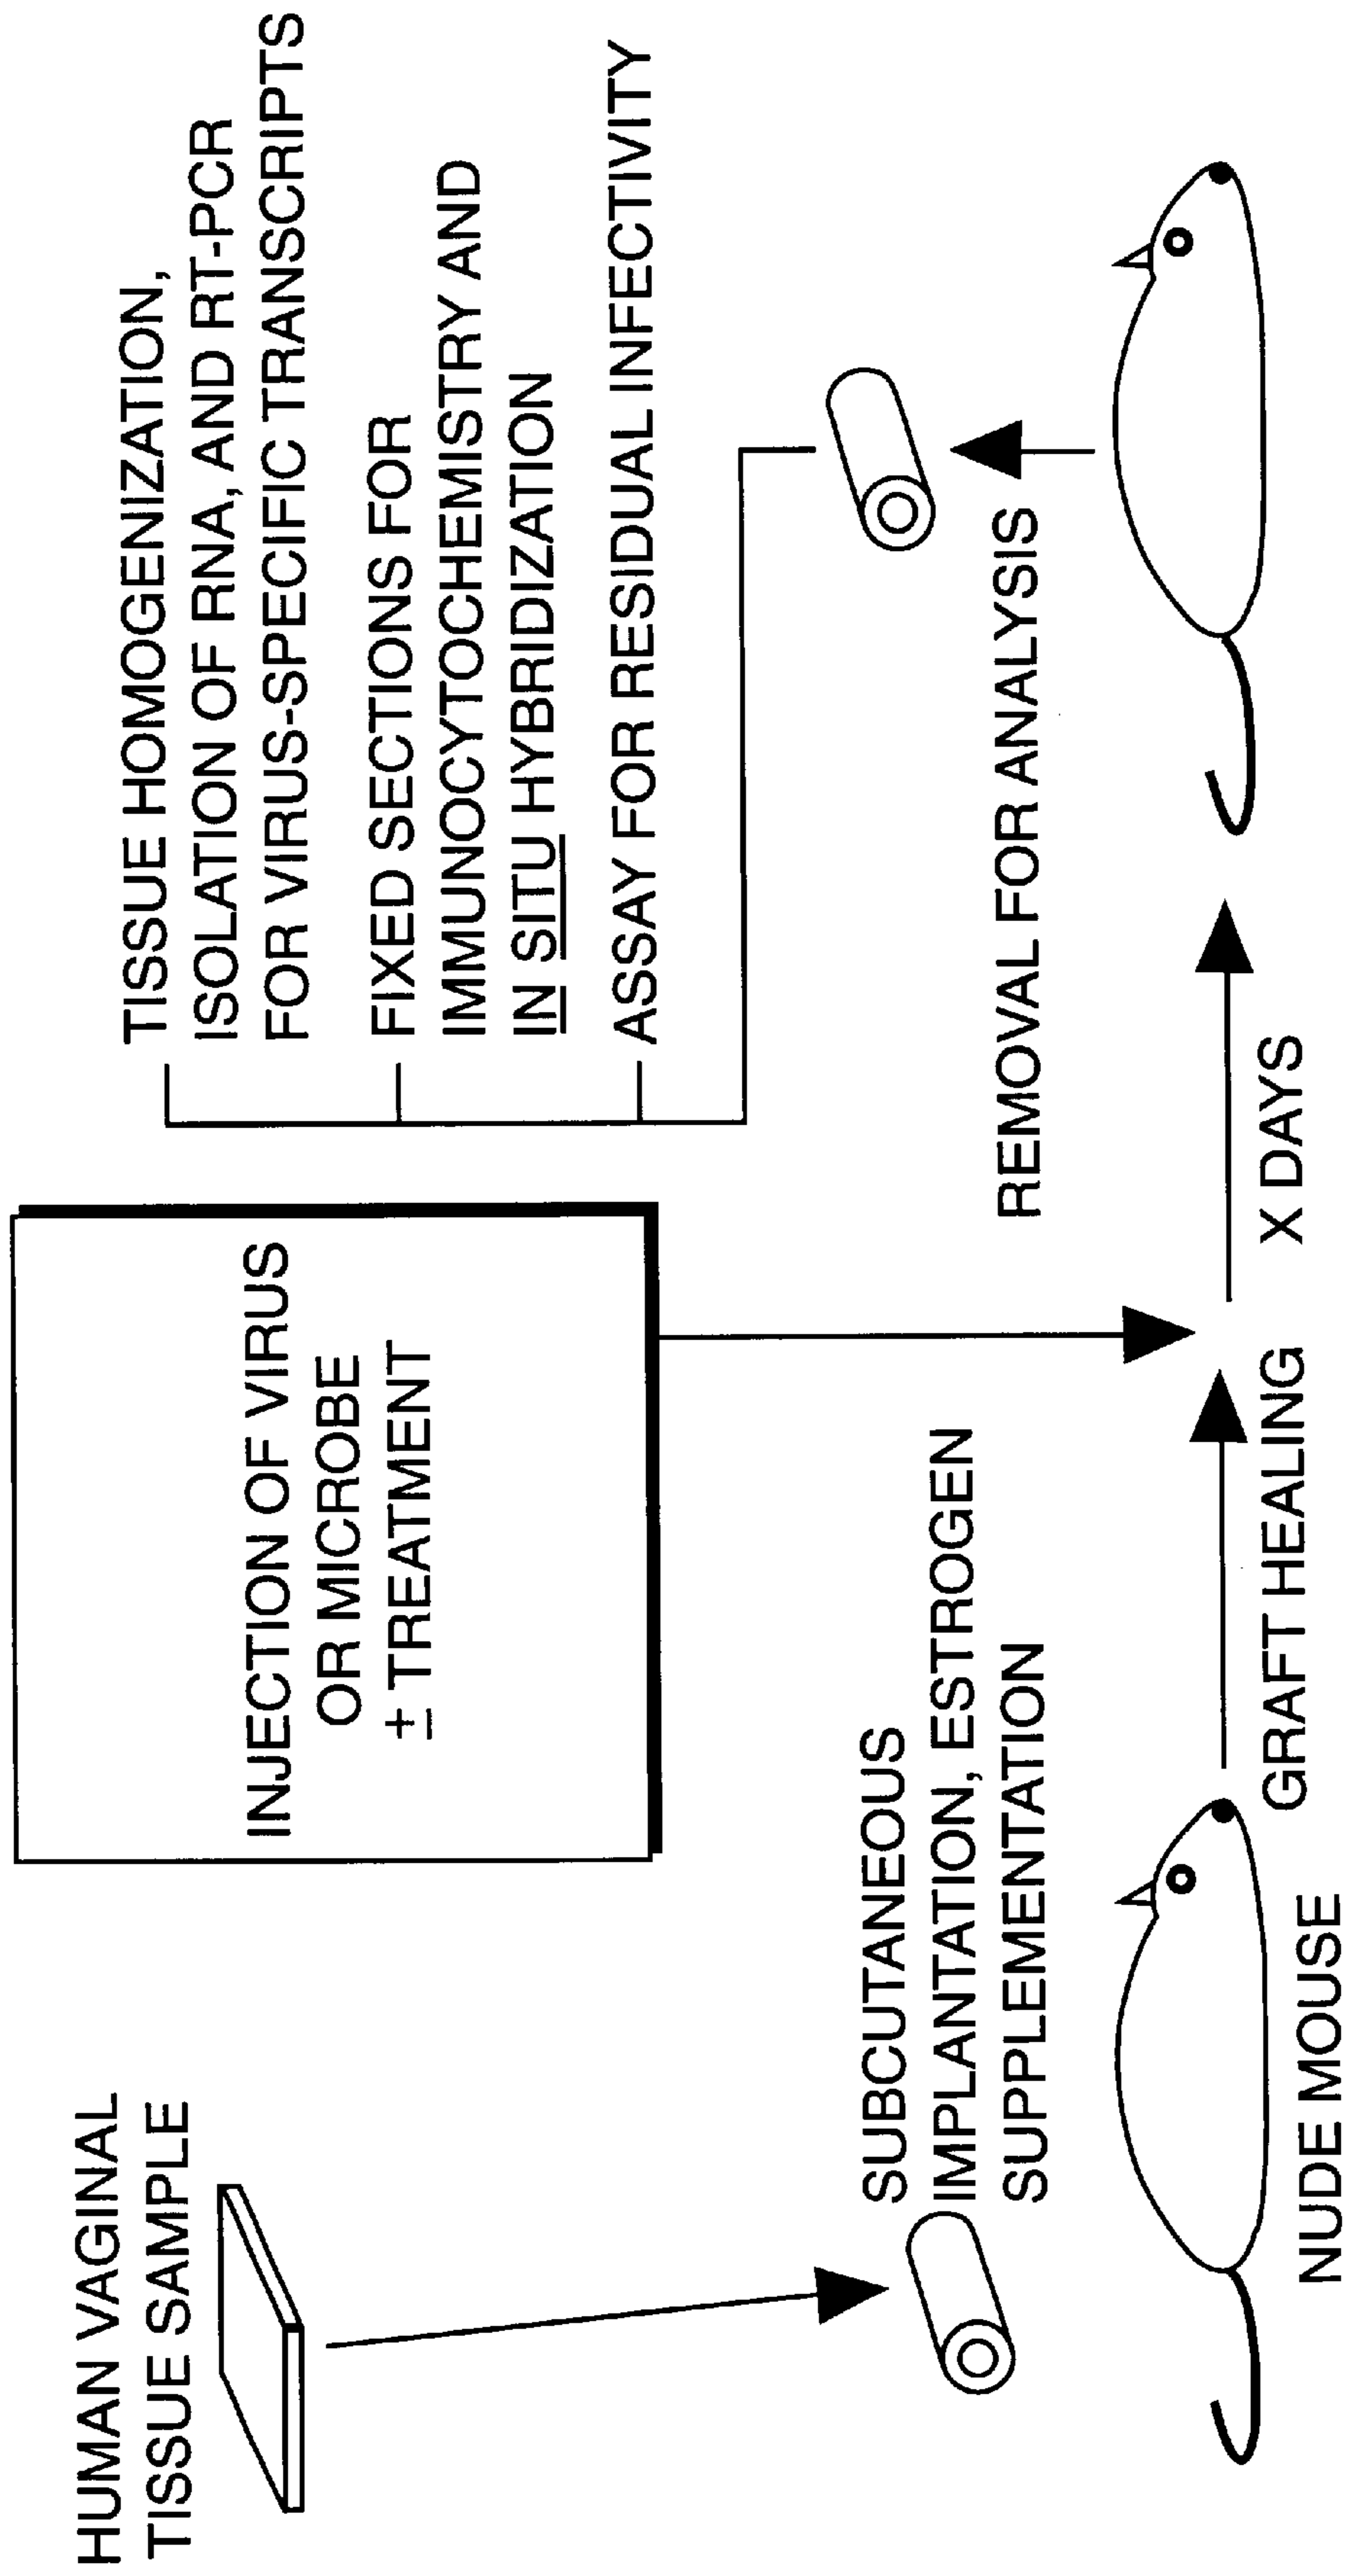 HUMAN VAGINAL
TISSUE SAMPLE
SUBCUTANEOUS
IMPLANTATION, ESTROGEN
SUPPLEMENTATION
NUDE MOUSE
GRAFT HEALING
INJECTION OF VIRUS
OR MICROBE
± TREATMENT
X DAYS
REMOVAL FOR ANALYSIS
TISSUE HOMOGENIZATION,
ISOLATION OF RNA, AND RT-PCR
FOR VIRUS-SPECIFIC TRANSCRIPTS
FIXED SECTIONS FOR
IMMUNOCYTOCHEMISTRY AND
IN SITU HYBRIDIZATION
ASSAY FOR RESIDUAL INFECTIVITY